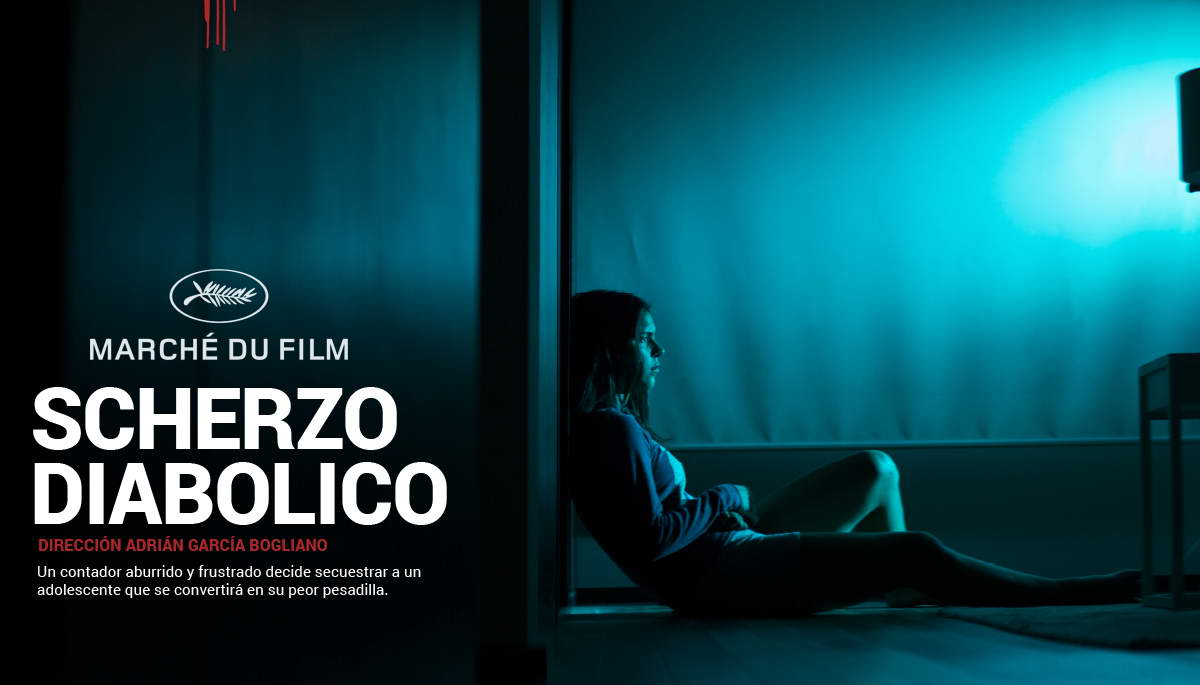 MARCHÉ DU FILM
SCHERZO
DIABOLICO
DIRECCIÓN ADRIÁN GARCÍA BOGLIANO
Un contador aburrido y frustrado decide secuestrar a un
adolescente que se convertirá en su peor pesadilla.